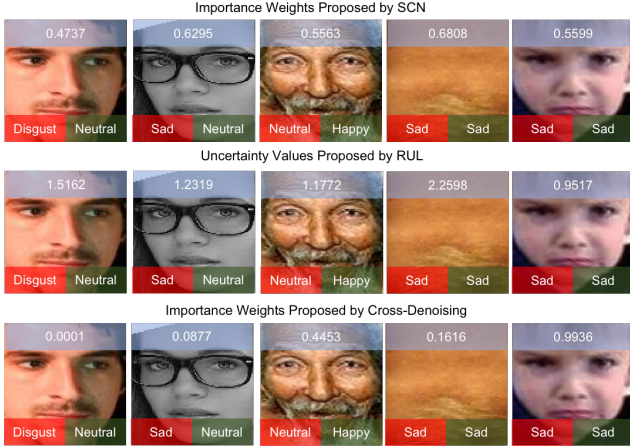 Importance Weights Proposed by SCN
0.4737 0.6295 0.5563 0.6808 0.5599
Disgust Neutral Sad Neutral Neutral Happy Sad Sad Sad Sad
Uncertainty Values Proposed by RUL
1.5162 1.2319 1.1772 2.2598 0.9517
Disgust Neutral Sad Neutral Neutral Happy Sad Sad Sad Sad
Importance Weights Proposed by Cross-Denoising
0.0001 0.0877 0.4453 0.1616 0.9936
Disgust Neutral Sad Neutral Neutral Happy Sad Sad Sad Sad